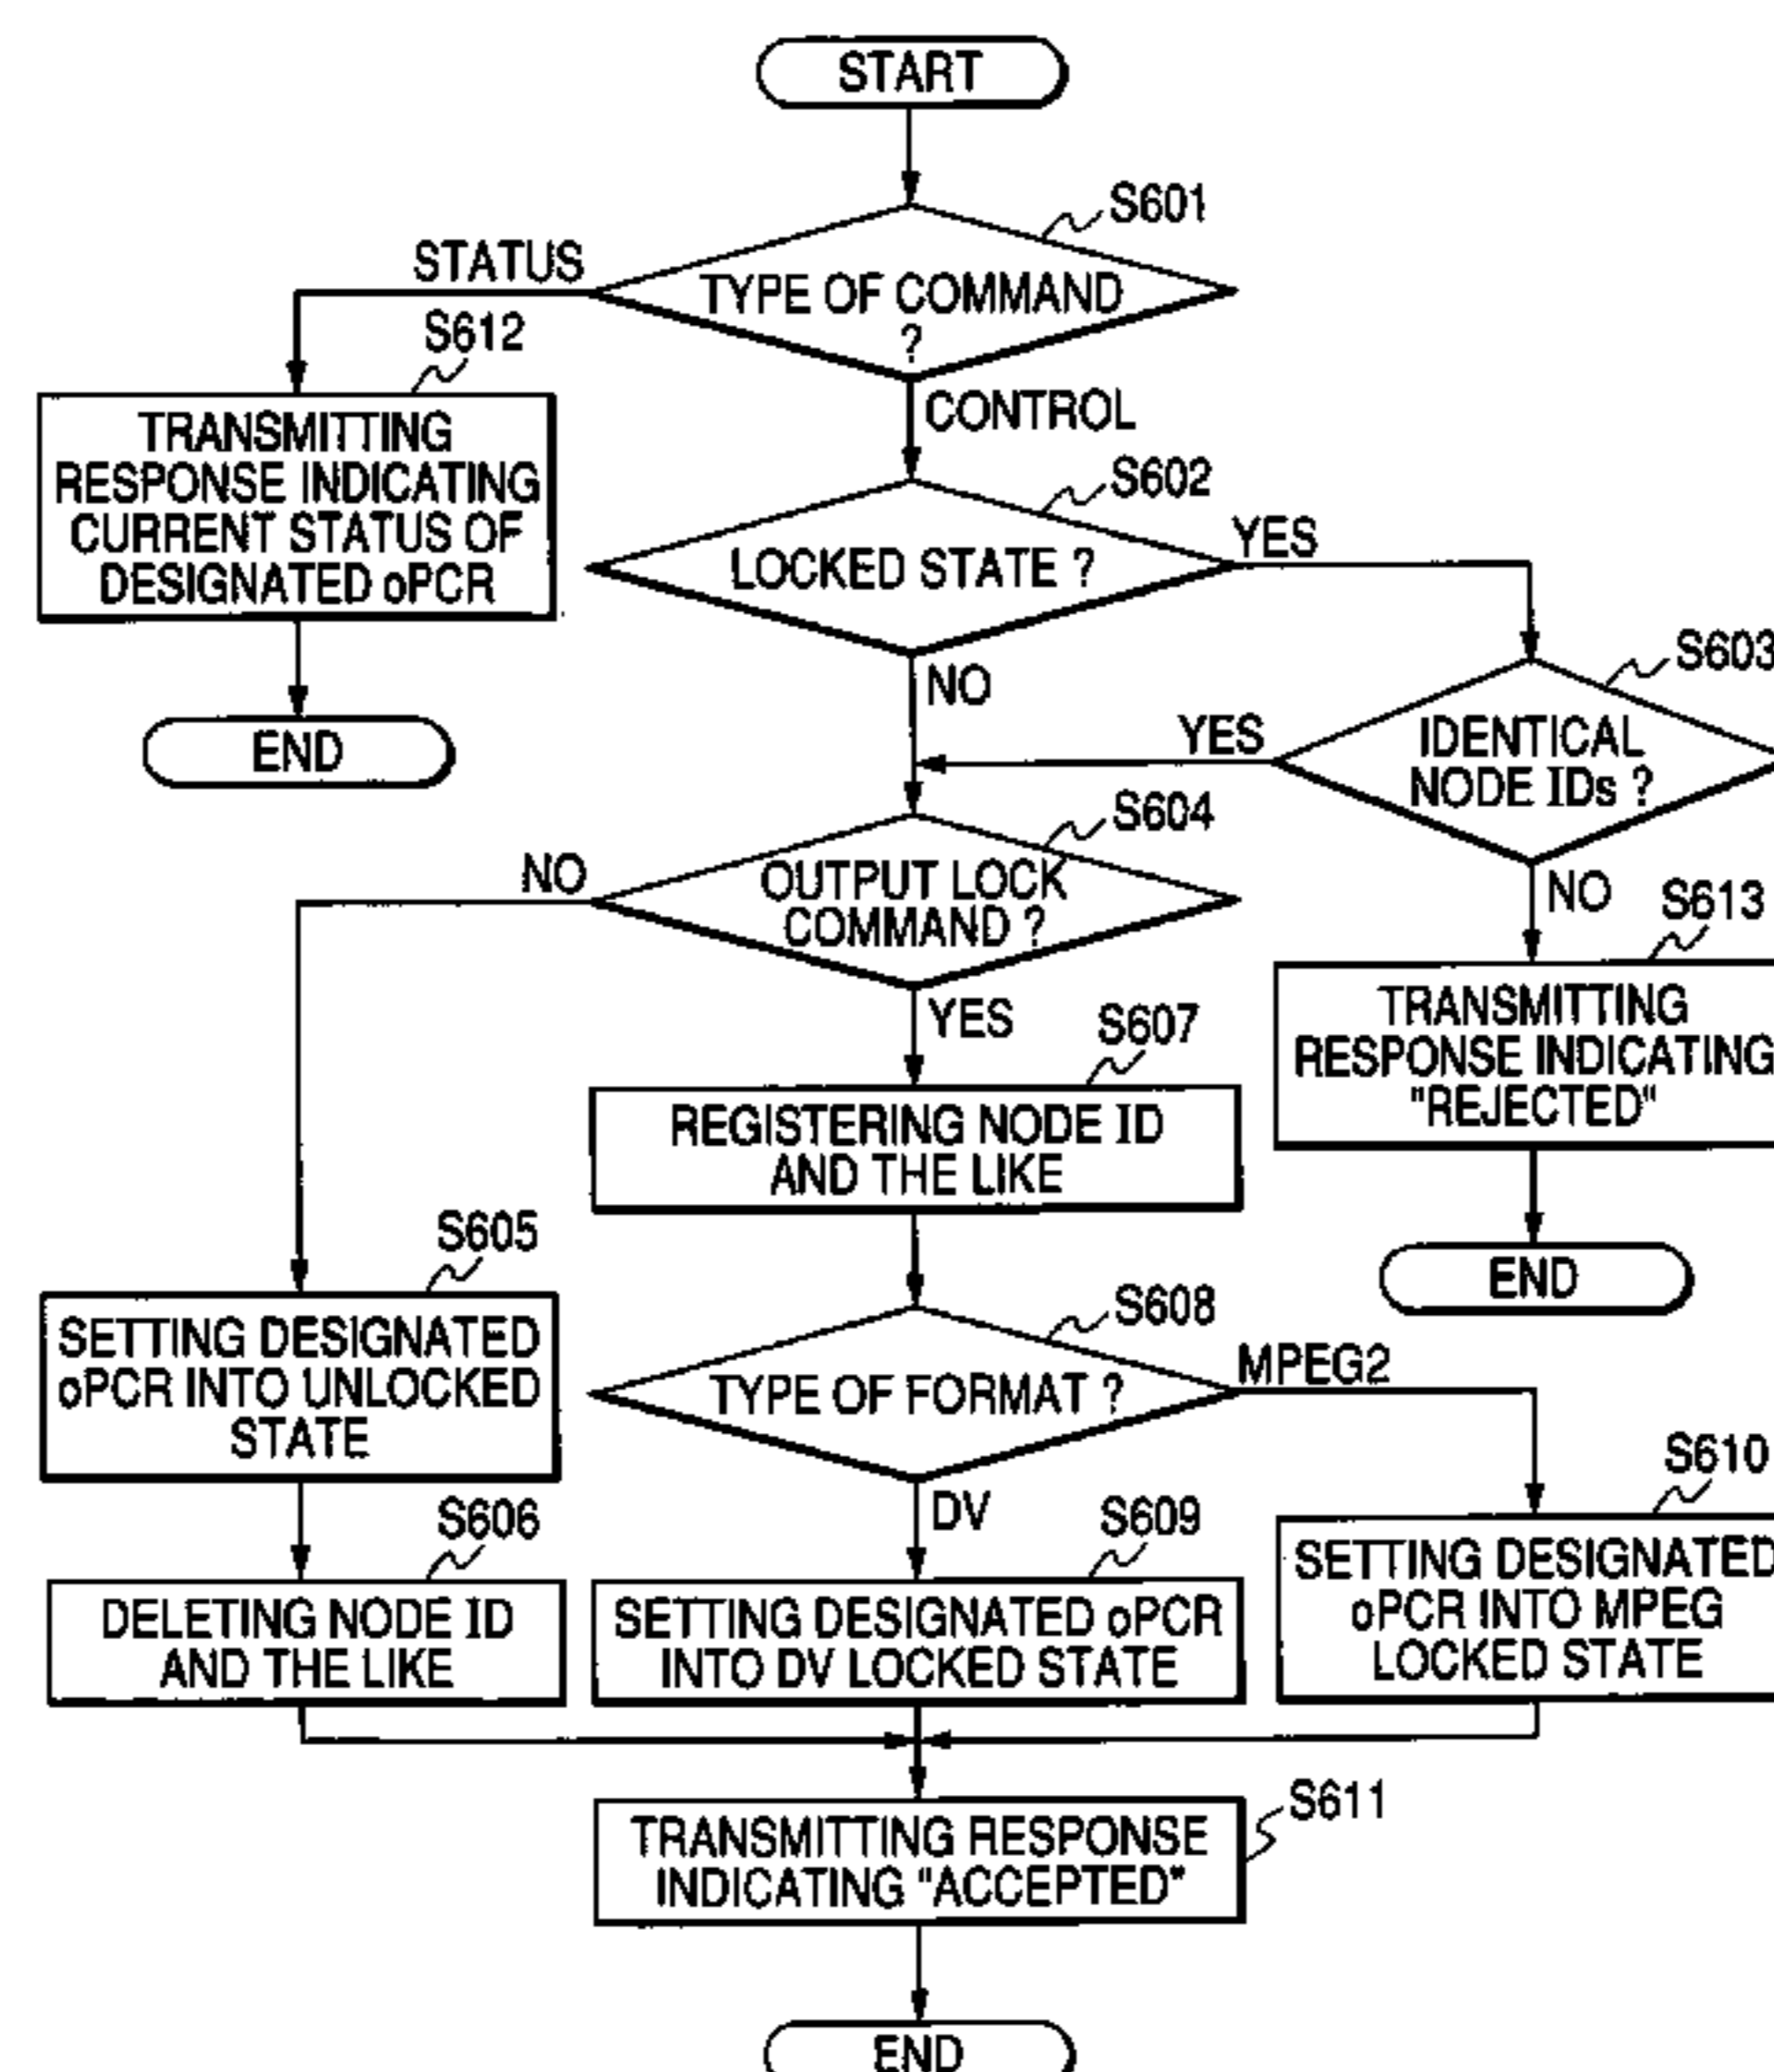 START
S601
STATUS
TYPE OF COMMAND
?
S612
CONTROL
TRANSMITTING
RESPONSE INDICATING
CURRENT STATUS OF
DESIGNATED oPCR
S602
LOCKED STATE ?
YES
NO
S603
IDENTICAL
NODE IDs ?
YES
END
S604
OUTPUT LOCK
COMMAND ?
NO
NO
S613
YES
TRANSMITTING
RESPONSE INDICATING
"REJECTED"
S607
REGISTERING NODE ID
AND THE LIKE
END
S605
SETTING DESIGNATED
oPCR INTO UNLOCKED
STATE
S608
TYPE OF FORMAT ?
MPEG2
DV
S610
SETTING DESIGNATED
oPCR INTO MPEG
LOCKED STATE
S606
DELETING NODE ID
AND THE LIKE
S609
SETTING DESIGNATED oPCR
INTO DV LOCKED STATE
S611
TRANSMITTING RESPONSE
INDICATING "ACCEPTED"
END